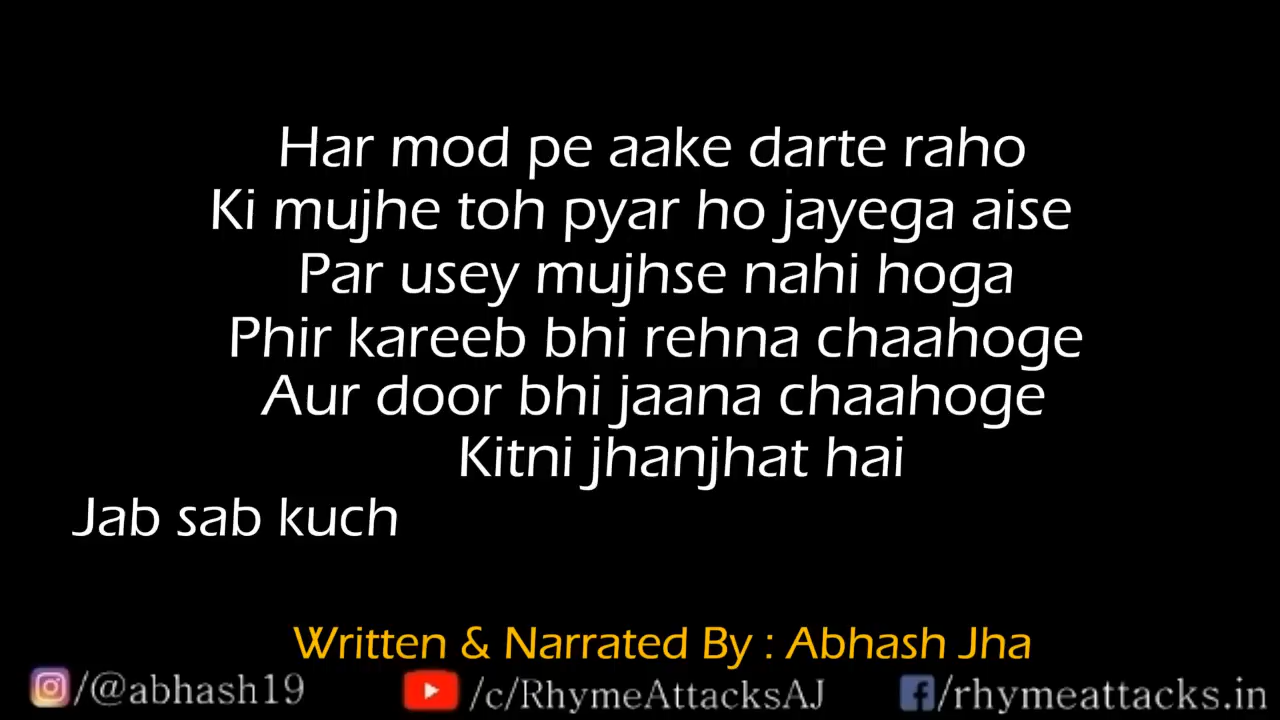 Har mod pe aake darte raho
Ki mujhe toh pyar ho jayega aise
Par usey mujhse nahi hoga
Phir kareeb bhi rehna chaahoge
Aur door bhi jaana chaahoge
Kitni jhanjhat hai
Jab sab kuch
Written & Narrated By : Abhash Jha
/@abhash19 /c/RhymeAttacksAJ /rhymeattacks.in